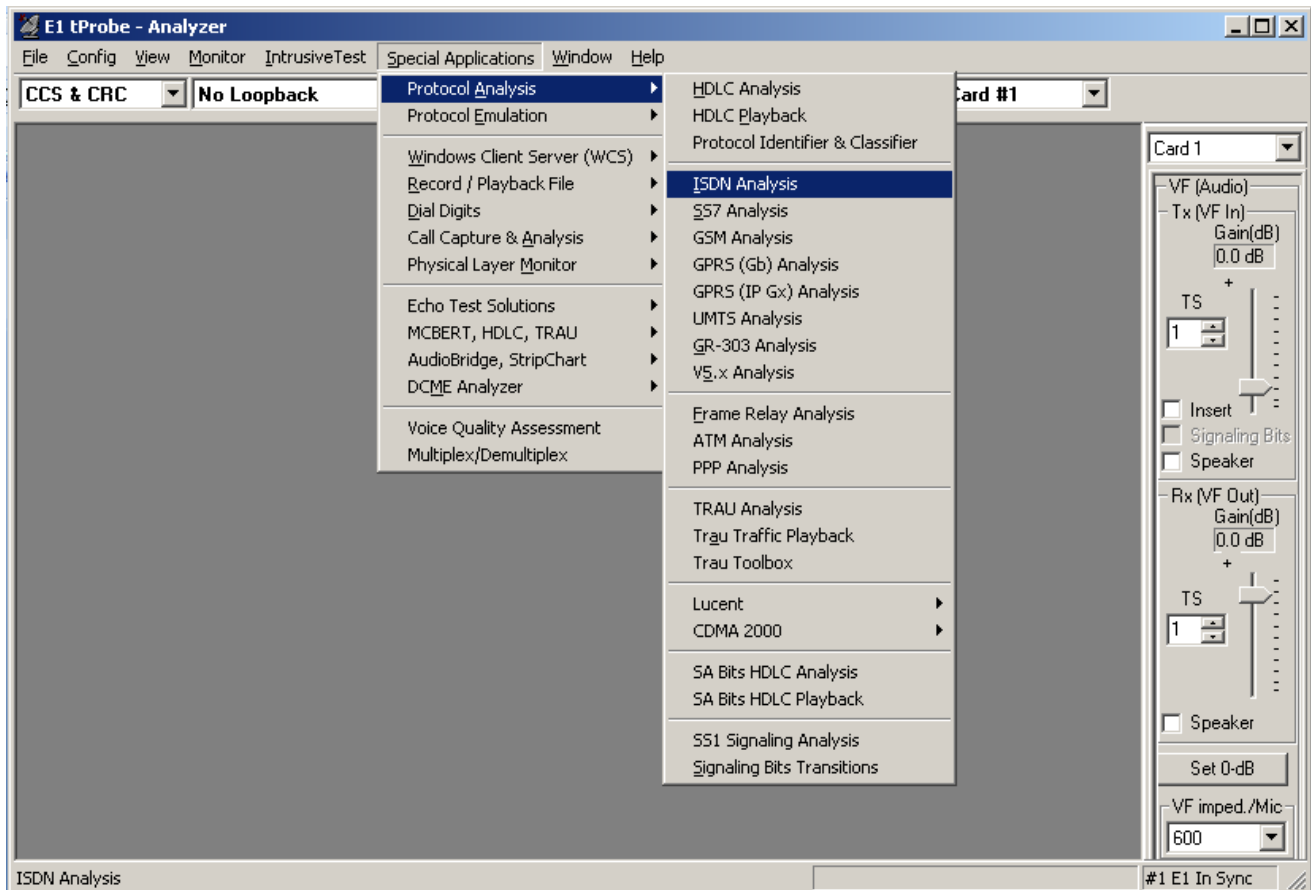 E1 tProbe - Analyzer
File Config View Monitor IntrusiveTest Special Applications Window Help
CCS & CRC No Loopback Card #1
Protocol Analysis
Protocol Emulation
Windows Client Server (WCS)
Record / Playback File
Dial Digits
Call Capture & Analysis
Physical Layer Monitor
Echo Test Solutions
MCBERT, HDLC, TRAU
AudioBridge, StripChart
DCME Analyzer
Voice Quality Assessment
Multiplex/Demultiplex
HDLC Analysis
HDLC Playback
Protocol Identifier & Classifier
ISDN Analysis
SS7 Analysis
GSM Analysis
GPRS (Gb) Analysis
GPRS (IP Gx) Analysis
UMTS Analysis
GR-303 Analysis
V5.x Analysis
Frame Relay Analysis
ATM Analysis
PPP Analysis
TRAU Analysis
Trau Traffic Playback
Trau Toolbox
Lucent
CDMA 2000
SA Bits HDLC Analysis
SA Bits HDLC Playback
SS1 Signaling Analysis
Signaling Bits Transitions
Card 1
VF (Audio)
Tx (VF In)
Gain(dB)
0.0 dB
+
TS
1
Insert
Signaling Bits
Speaker
Rx (VF Out)
Gain(dB)
0.0 dB
+
TS
1
Speaker
Set 0-dB
VF imped./Mic
600
ISDN Analysis
#1 E1 In Sync